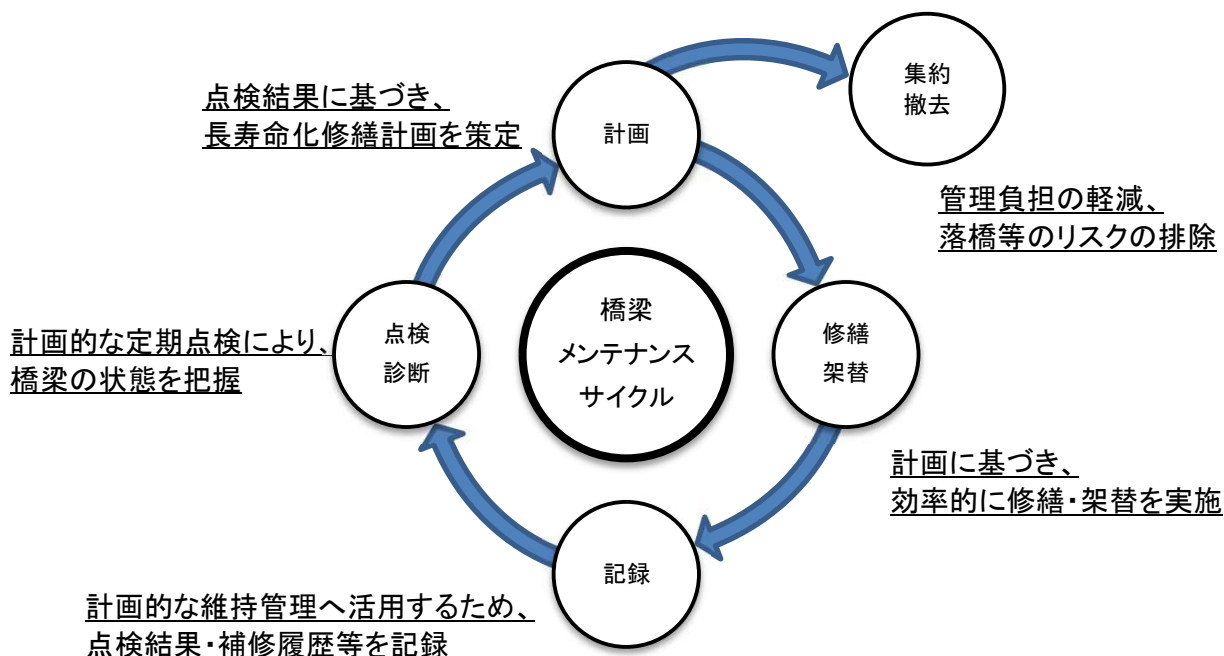 集約
撤去
点検結果に基づき、
長寿命化修繕計画を策定
計画
管理負担の軽減、
落橋等のリスクの排除
橋梁
メンテナンス
サイクル
計画的な定期点検により、
橋梁の状態を把握
点検
診断
修繕
架替
計画に基づき、
効率的に修繕・架替を実施
記録
計画的な維持管理へ活用するため、
点検結果・補修履歴等を記録